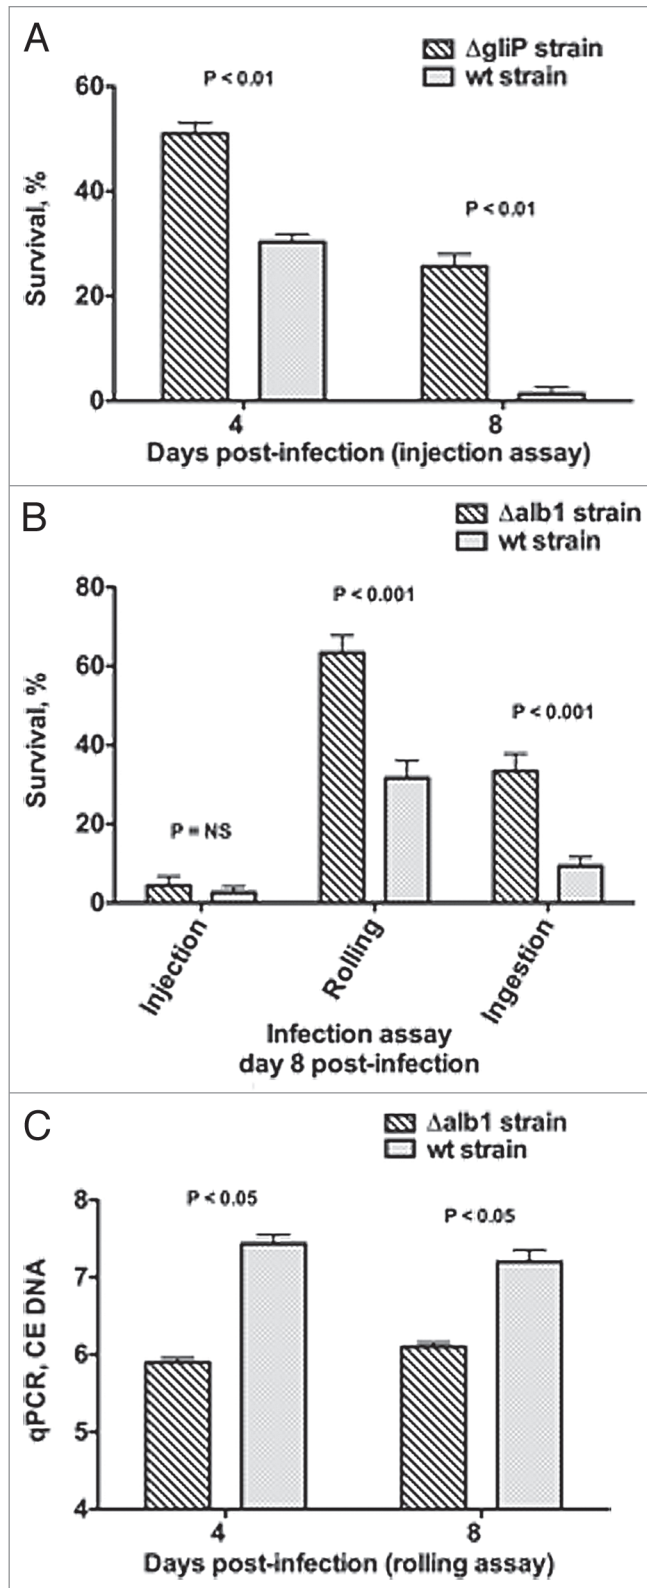 A
ΔgliP strain
wt strain
P < 0.01
P < 0.01
Survival, %
60
40
20
0
4
8
Days post-infection (injection assay)
B
Δalb1 strain
wt strain
P < 0.001
P < 0.001
P = NS
Survival, %
80
60
40
20
0
Injection
Rolling
Ingestion
Infection assay
day 8 post-infection
C
Δalb1 strain
wt strain
P < 0.05
P < 0.05
qPCR, CE DNA
8
7
6
5
4
4
8
Days post-infection (rolling assay)